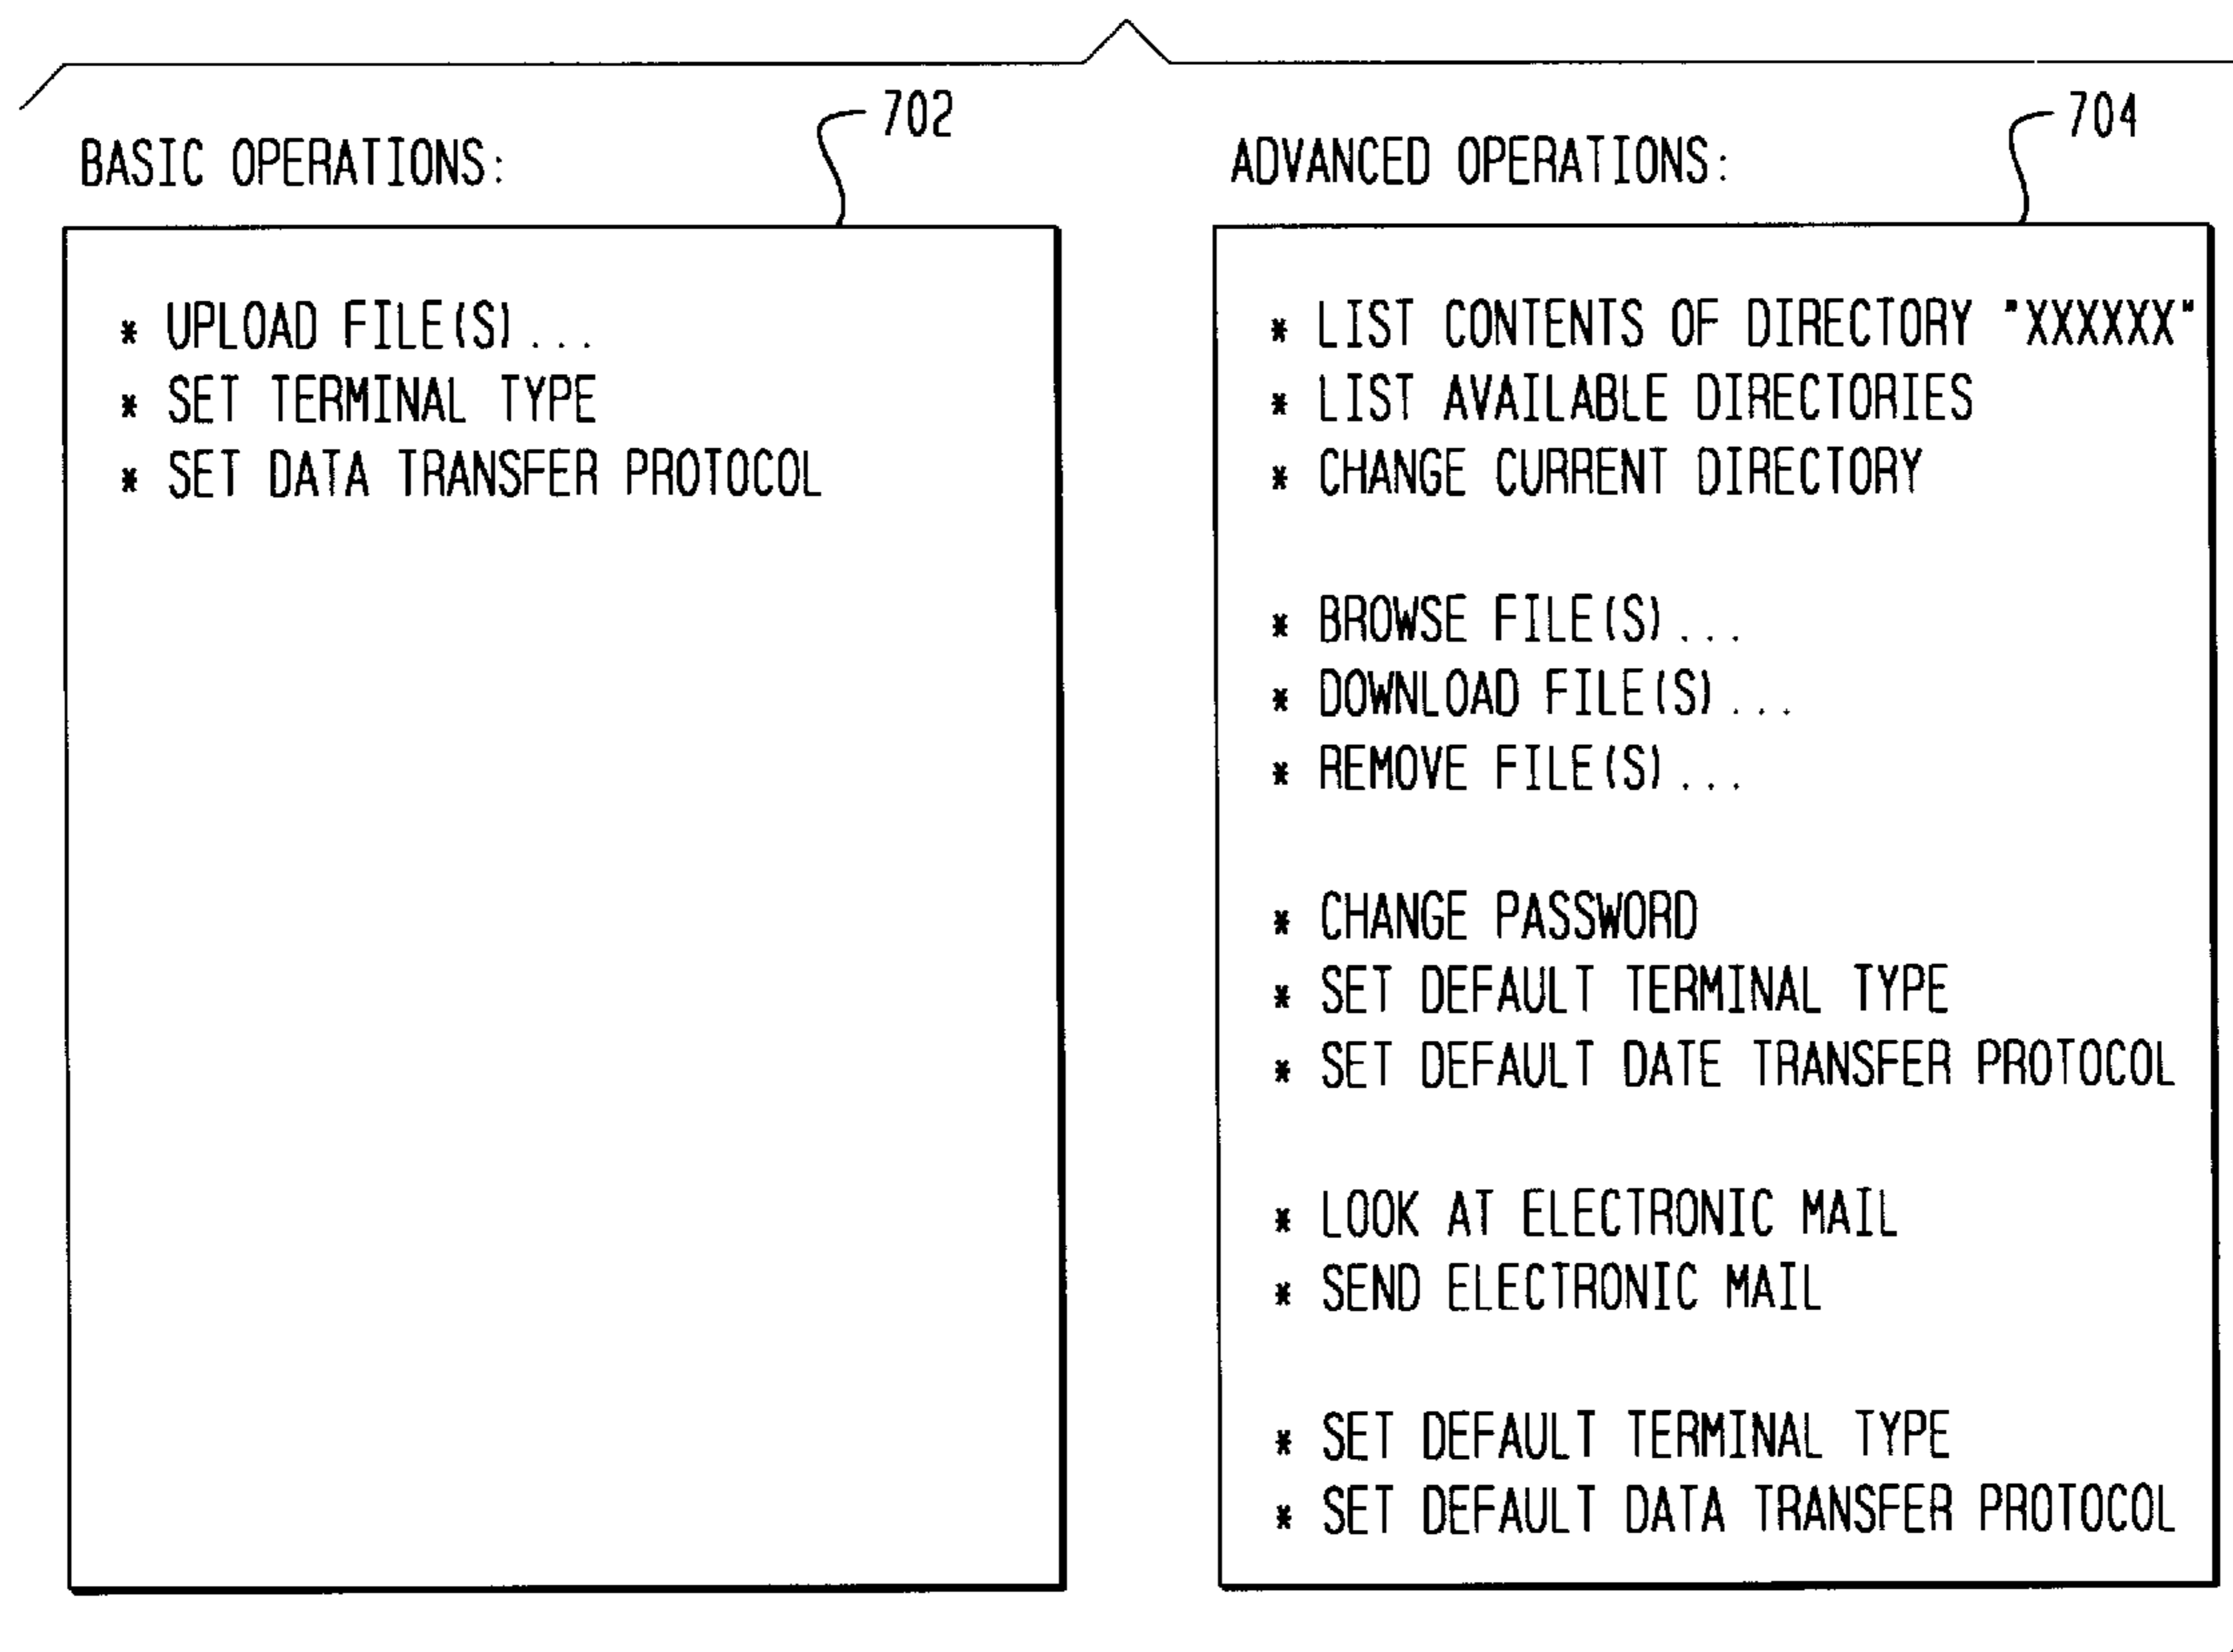 702
BASIC OPERATIONS:
* UPLOAD FILE(S)...
* SET TERMINAL TYPE
* SET DATA TRANSFER PROTOCOL
704
ADVANCED OPERATIONS:
* LIST CONTENTS OF DIRECTORY "XXXXXX"
* LIST AVAILABLE DIRECTORIES
* CHANGE CURRENT DIRECTORY
* BROWSE FILE(S)...
* DOWNLOAD FILE(S)...
* REMOVE FILE(S)...
* CHANGE PASSWORD
* SET DEFAULT TERMINAL TYPE
* SET DEFAULT DATE TRANSFER PROTOCOL
* LOOK AT ELECTRONIC MAIL
* SEND ELECTRONIC MAIL
* SET DEFAULT TERMINAL TYPE
* SET DEFAULT DATA TRANSFER PROTOCOL